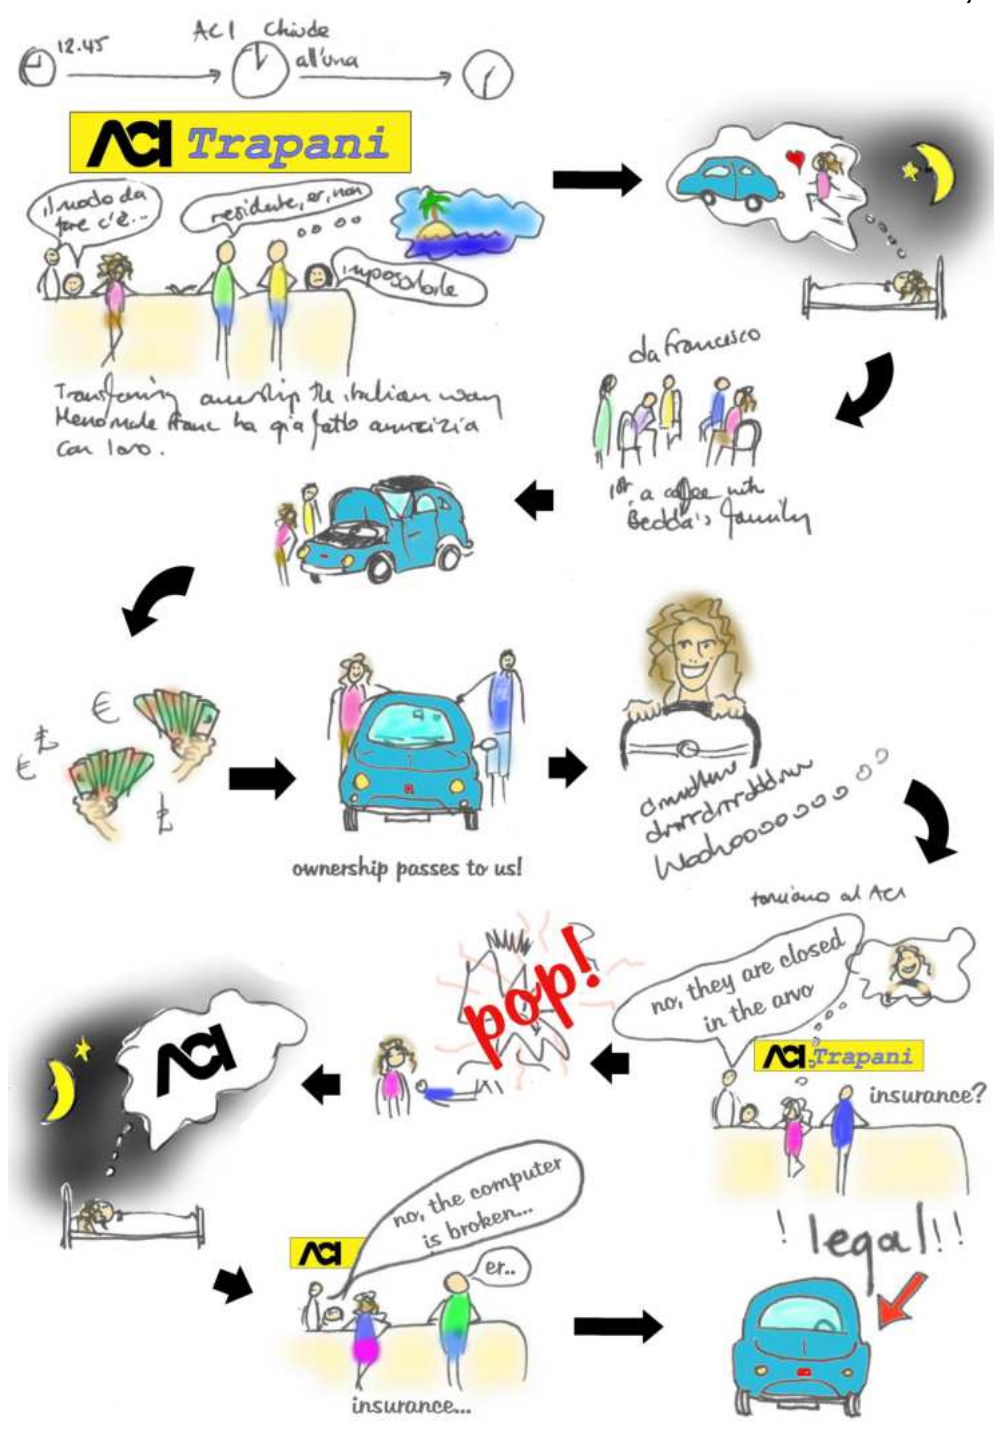 12.45
ACI Chiude
all'una
ACI Trapani
il modo da
fare c'è...
residente, er, non
impossibile
Transferring ownership the italian way
Meno male Franc ha già fatto amicizia
con loro.
da Francesco
1st a coffee with
Bedda's family
€
€
ownership passes to us!
Woohooooooooo
torniamo al ACI
no, they are closed
in the arvo
pop!
ACI Trapani
insurance?
ACI
no, the computer
is broken...
ACI
er..
insurance...
! legal!!